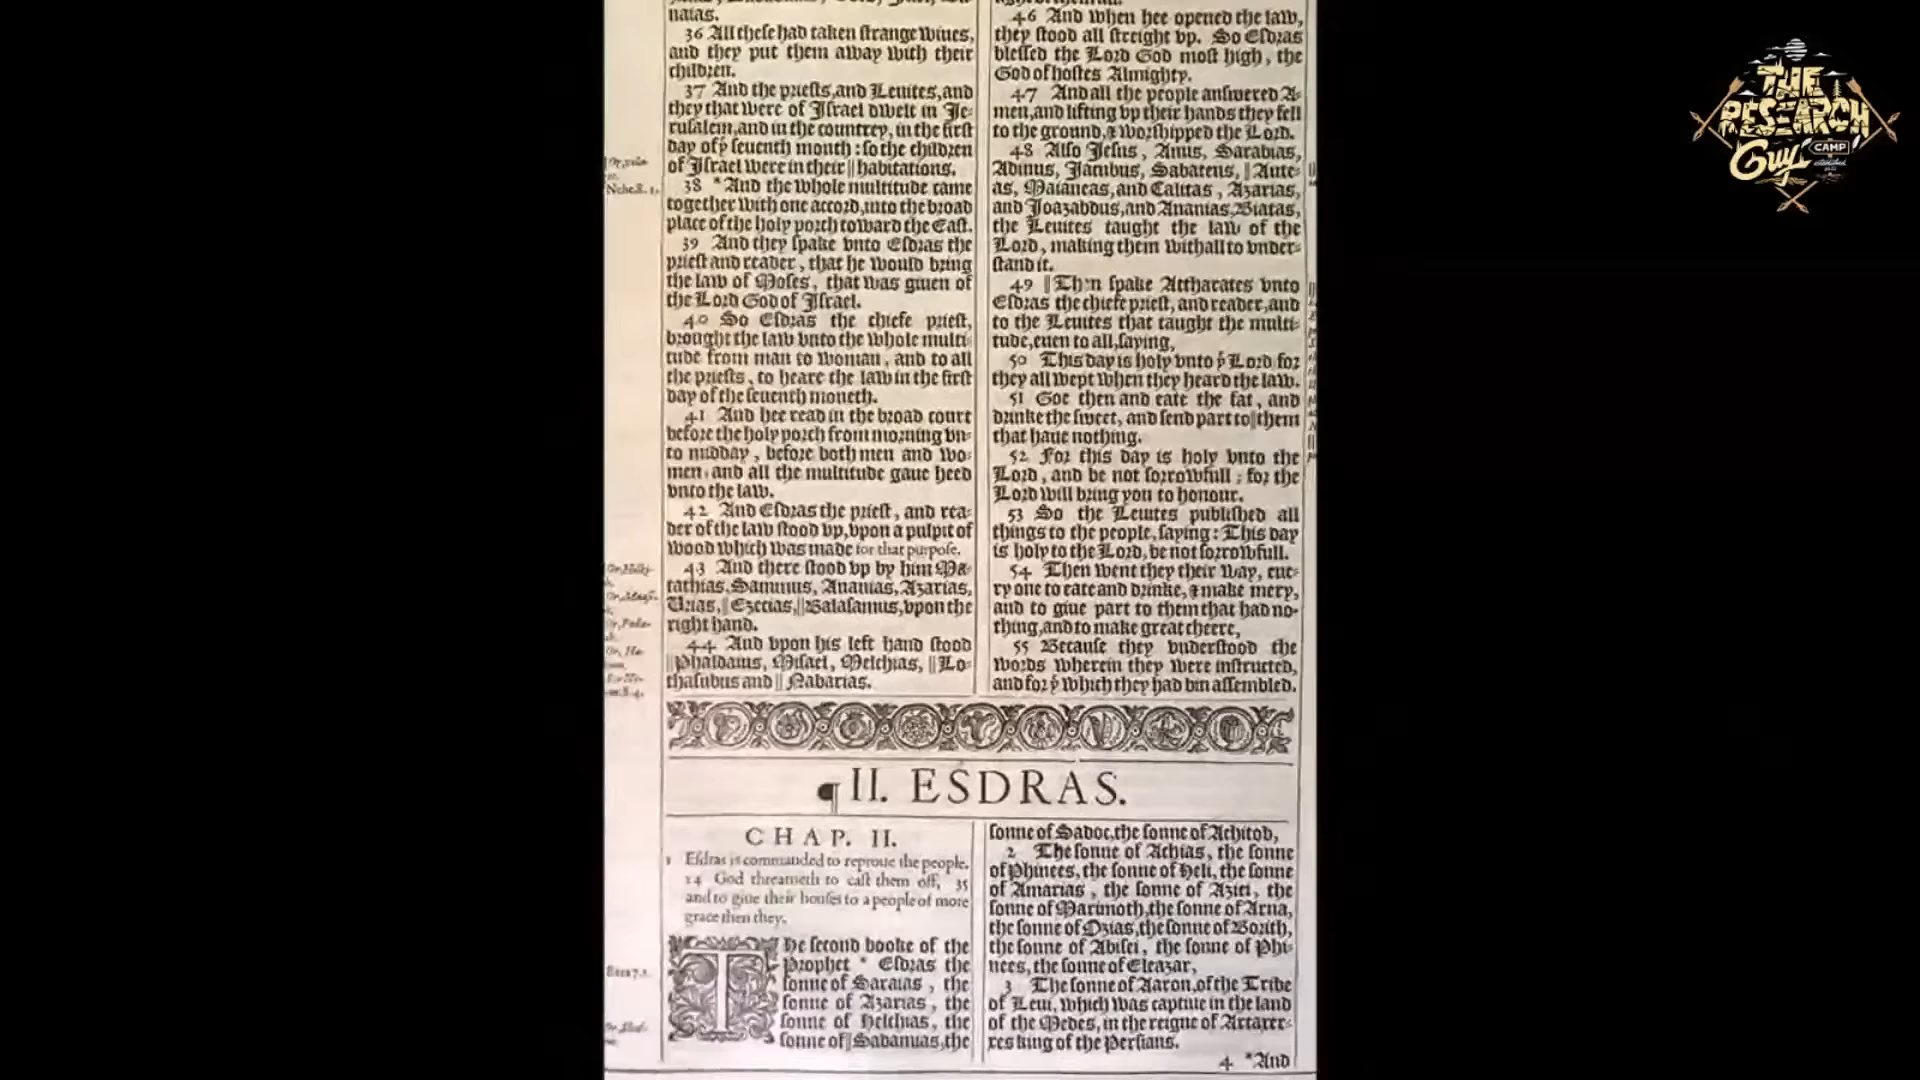 naias.
36 All these had taken strange wiues,
and they put them away with their
children.
37 And the priests, and Leuites, and
they that were of Israel dwelt in Je-
rusalem, and in the countrey, in the first
day of þͤ seuenth month: so the children
of Israel were in their || habitations.
38 * And the whole multitude came
together with one accord, into the broad
place of the holy porch toward the East.
39 And they spake vnto Esdras the
priest and reader, that he would bring
the law of Moses, that was giuen of
the Lord God of Israel.
40 So Esdras the chiefe priest,
brought the law vnto the whole multi-
tude from man to woman, and to all
the priests, to heare the law in the first
day of the seuenth moneth.
41 And hee read in the broad court
before the holy porch from morning vn-
to midday, before both men and wo-
men; and all the multitude gaue heed
vnto the law.
42 And Esdras the priest, and rea-
der of the law stood vp, vpon a pulpit of
wood which was made for that purpose.
43 And there stood vp by him Ma-
tathias, Sammus, Ananias, Azarias,
Urias, || Ezecias, || Balasamus, vpon the
right hand.
44 And vpon his left hand stood
|| Phaldaius, Misael, Melchias, || Lo-
thasubus and || Nabarias.
Nehe.8.1.
46 And when hee opened the law,
they stood all streight vp. So Esdras
blessed the Lord God most high, the
God of hostes Almighty.
47 And all the people answered A-
men, and lifting vp their hands they fell
to the ground, & worshipped the Lord.
48 Also Jesus, Anus, Sarabias,
Adinus, Jacubus, Sabateus, || Aute-
as, Maianeas, and Calitas, Azarias,
and Joazabdus, and Ananias, Biatas,
the Leuites taught the law of the
Lord, making them withall to vnder-
stand it.
49 || Then spake Attharates vnto
Esdras the chiefe priest, and reader, and
to the Leuites that taught the multi-
tude, euen to all, saying,
50 This day is holy vnto þͤ Lord for
they all wept when they heard the law.
51 Goe then and eate the fat, and
drinke the sweet, and send part to || them
that haue nothing.
52 For this day is holy vnto the
Lord, and be not sorrowfull; for the
Lord will bring you to honour.
53 So the Leuites published all
things to the people, saying: This day
is holy to the Lord, be not sorrowfull.
54 Then went they their way, eue-
ry one to eate and drinke, & make mery,
and to giue part to them that had no-
thing, and to make great cheere,
55 Because they vnderstood the
words wherein they were instructed,
and for þͤ which they had bin assembled.
¶ II. ESDRAS.
CHAP. II.
1 Esdras is commanded to reproue the people.
24 God threatneth to cast them off, 35
and to giue their houses to a people of more
grace then they.
The second booke of the
Prophet * Esdras the
sonne of Saraias, the
sonne of Azarias, the
sonne of Helchias, the
sonne of || Sadamias, the
Ezra 7.1.
sonne of Sadoc, the sonne of Achitob,
2 The sonne of Achias, the sonne
of Phinees, the sonne of Heli, the sonne
of Amarias, the sonne of Aziei, the
sonne of Marimoth, the sonne of Arna,
the sonne of Ozias, the sonne of Borith,
the sonne of Abisei, the sonne of Phi-
nees, the sonne of Eleazar,
3 The sonne of Aaron, of the Tribe
of Leui, which was captiue in the land
of the Medes, in the reigne of Artaxer-
xes king of the Persians.
4 * And
THE
RESEARCH
Guy
CAMP